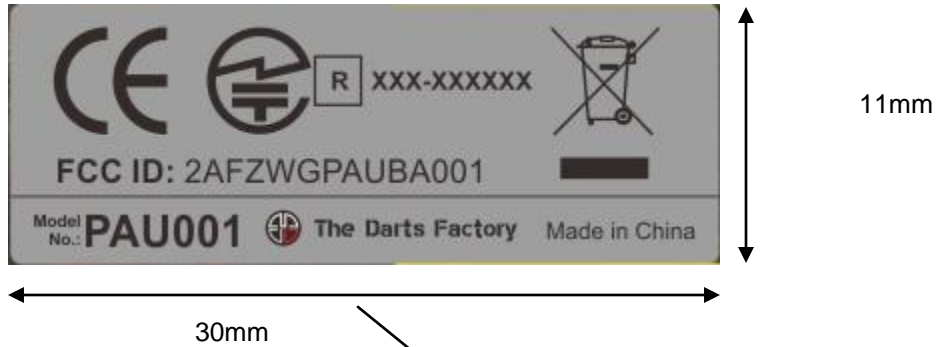 CE R XXX-XXXXXX
FCC ID: 2AFZWGPAUBA001
Model No.: PAU001 The Darts Factory Made in China
11mm
30mm